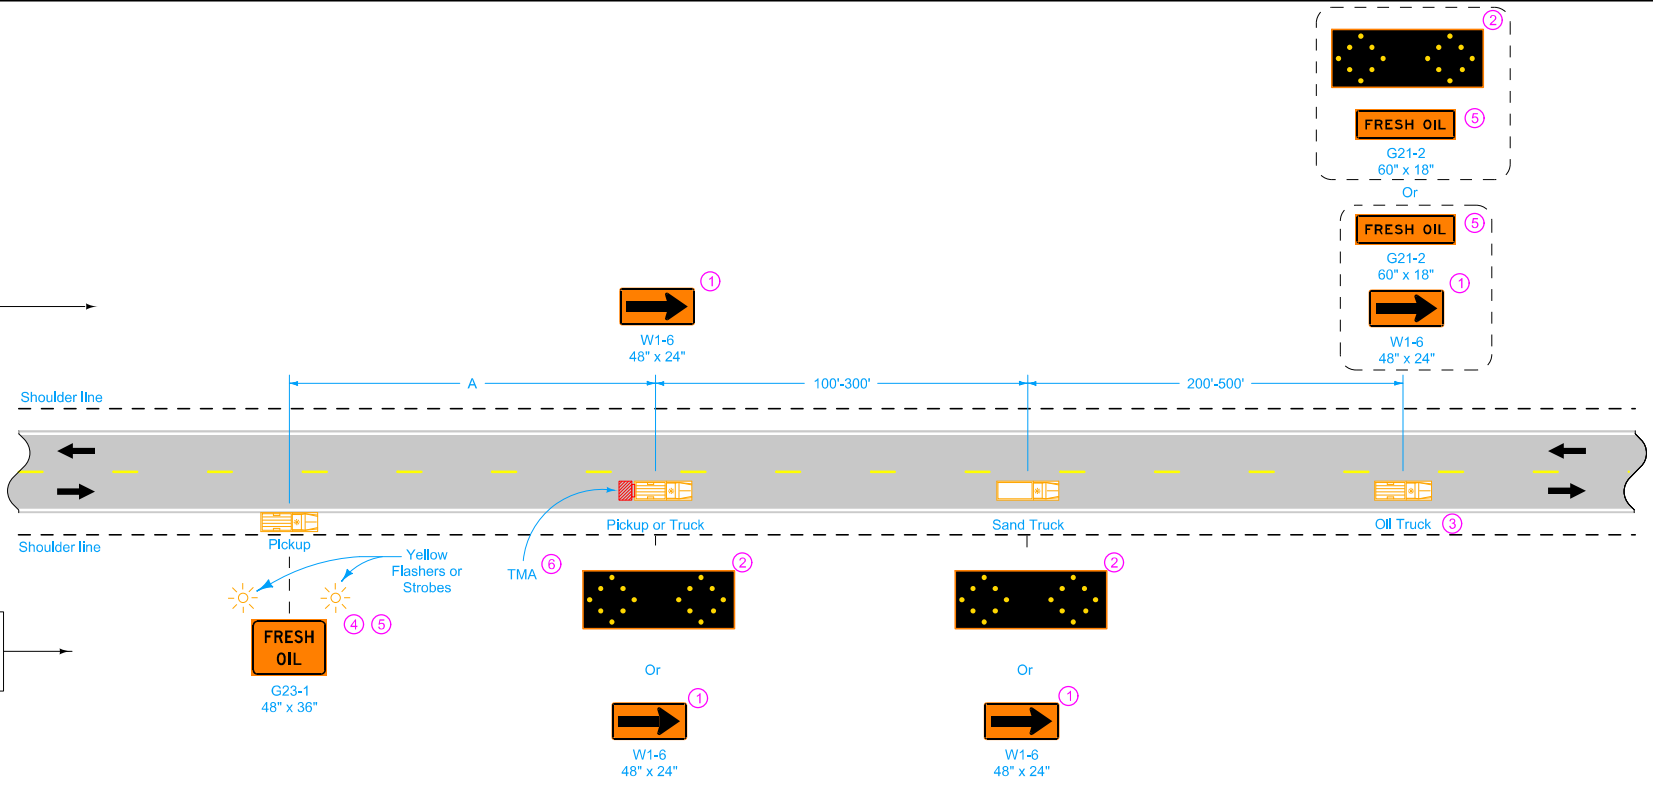 2
FRESH OIL 5
G21-2
60" x 18"
Or
FRESH OIL 5
G21-2
60" x 18"
1
W1-6
48" x 24"
1
W1-6
48" x 24"
A 100'-300' 200'-500'
Shoulder line
Pickup or Truck Sand Truck Oil Truck 3
Shoulder line
Pickup
Yellow
Flashers or
Strobes
TMA 6
2 2
4 5
FRESH
OIL
G23-1
48" x 36"
Or Or
1 1
W1-6 W1-6
48" x 24" 48" x 24"